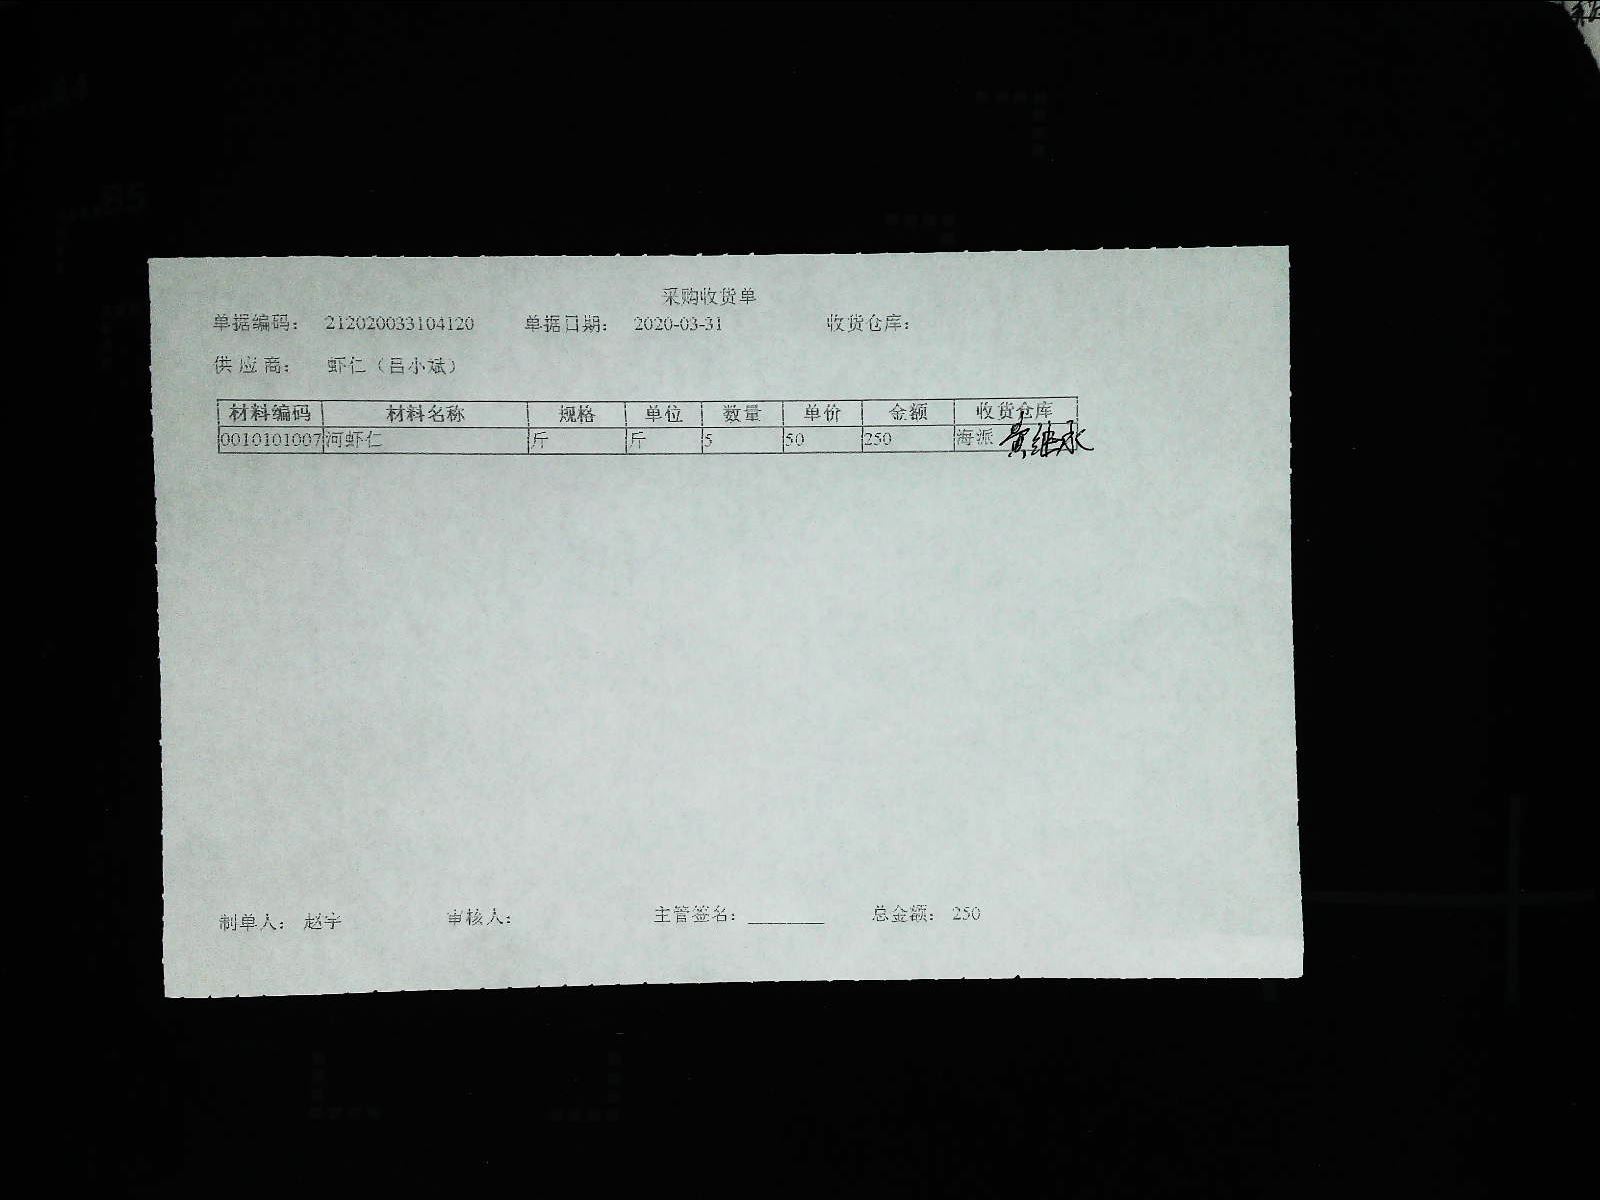 采购收货单
单据编码： 212020033104120 单据日期： 2020-03-31 收货仓库：
供应商： 虾仁（吕小斌）
材料编码 材料名称 规格 单位 数量 单价 金额 收货仓库
0010101007 河虾仁 斤 斤 5 50 250 海派 黄继承
制单人： 赵宇 审核人： 主管签名：________ 总金额： 250